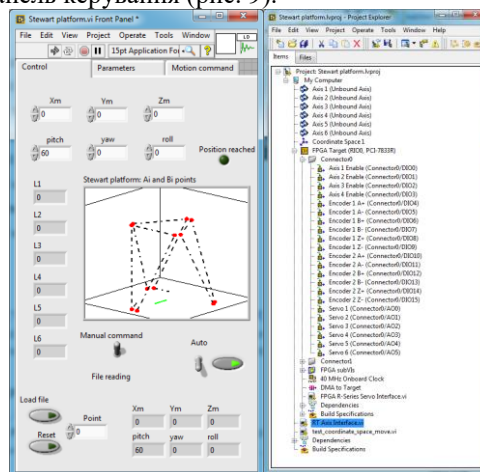 панель керування (рис. 9).
Stewart platform.vi Front Panel *
File Edit View Project Operate Tools Window
15pt Application Fo
Control Parameters Motion command
Xm Ym Zm
0 0 0
pitch yaw roll
60 0 0
Position reached
L1
0
L2
0
L3
0
L4
0
L5
0
L6
0
Stewart platform: Ai and Bi points
Manual command
Auto
File reading
Load file
Reset
Point
0
Xm Ym Zm
0 0 0
pitch yaw roll
60 0 0
Stewart platform.lvproj - Project Explorer
File Edit View Project Operate Tools Window Help
Items Files
Project: Stewart platform.lvproj
My Computer
Axis 1 (Unbound Axis)
Axis 2 (Unbound Axis)
Axis 3 (Unbound Axis)
Axis 4 (Unbound Axis)
Axis 5 (Unbound Axis)
Axis 6 (Unbound Axis)
Coordinate Space 1
FPGA Target (RIO0, PCI-7833R)
Connector0
Axis 1 Enable (Connector0/DIO0)
Axis 2 Enable (Connector0/DIO1)
Axis 3 Enable (Connector0/DIO2)
Axis 4 Enable (Connector0/DIO3)
Encoder 1 A+ (Connector0/DIO4)
Encoder 1 A- (Connector0/DIO5)
Encoder 1 B+ (Connector0/DIO6)
Encoder 1 B- (Connector0/DIO7)
Encoder 1 Z+ (Connector0/DIO8)
Encoder 1 Z- (Connector0/DIO9)
Encoder 2 A+ (Connector0/DIO10)
Encoder 2 A- (Connector0/DIO11)
Encoder 2 B+ (Connector0/DIO12)
Encoder 2 B- (Connector0/DIO13)
Encoder 2 Z+ (Connector0/DIO14)
Encoder 2 Z- (Connector0/DIO15)
Servo 1 (Connector0/AO0)
Servo 2 (Connector0/AO1)
Servo 3 (Connector0/AO2)
Servo 4 (Connector0/AO3)
Servo 5 (Connector0/AO4)
Servo 6 (Connector0/AO5)
Connector1
FPGA subVIs
40 MHz Onboard Clock
DMA to Target
FPGA R-Series Servo Interface.vi
Dependencies
Build Specifications
RT Axis Interface.vi
test_coordinate_space_move.vi
Dependencies
Build Specifications